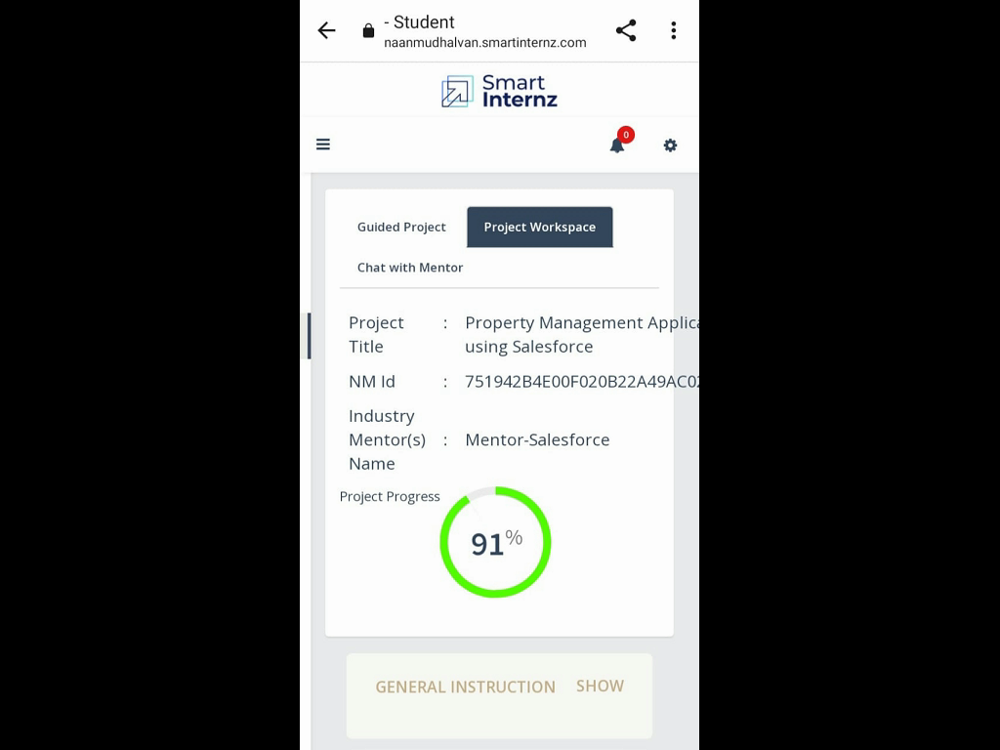 - Student
naanmudhalvan.smartinternz.com
Smart
Internz
0
Guided Project
Project Workspace
Chat with Mentor
Project Title : Property Management Applica
using Salesforce
NM Id : 751942B4E00F020B22A49AC02
Industry
Mentor(s) : Mentor-Salesforce
Name
Project Progress
91%
GENERAL INSTRUCTION SHOW